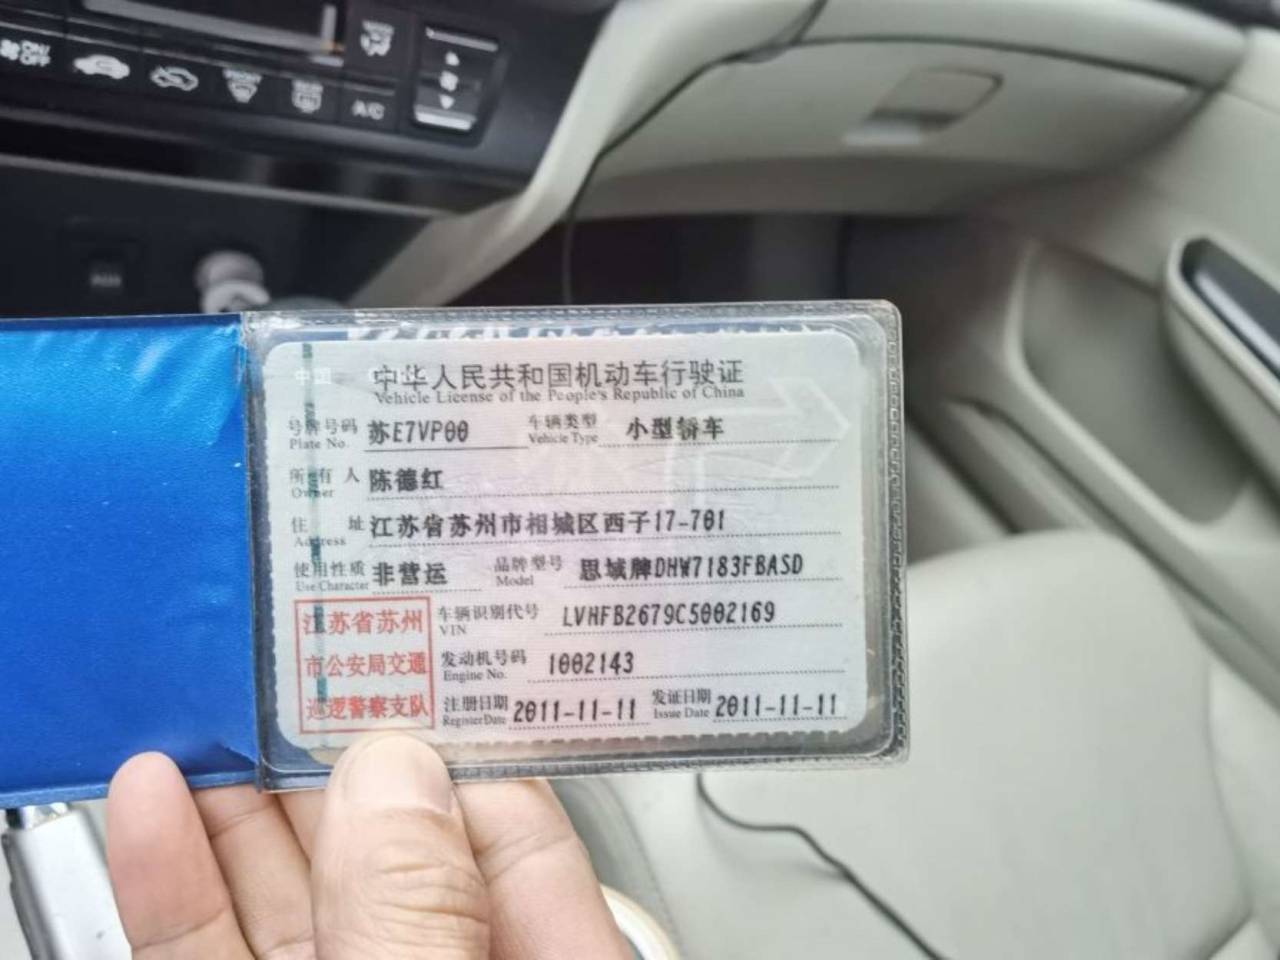 A/C
中华人民共和国机动车行驶证
Vehicle License of the People's Republic of China
号牌号码 苏E7VP00 车辆类型 小型轿车
Plate No. Vehicle Type
所有人 陈德红
Owner
住址 江苏省苏州市相城区西子17-701
Address
使用性质 非营运 品牌型号 思域牌DHW7183FBASD
Use Character Model
江苏省苏州
市公安局交通
巡逻警察支队
车辆识别代号 LVHFB2679C5002169
VIN
发动机号码 1002143
Engine No.
注册日期 2011-11-11 发证日期 2011-11-11
Register Date Issue Date